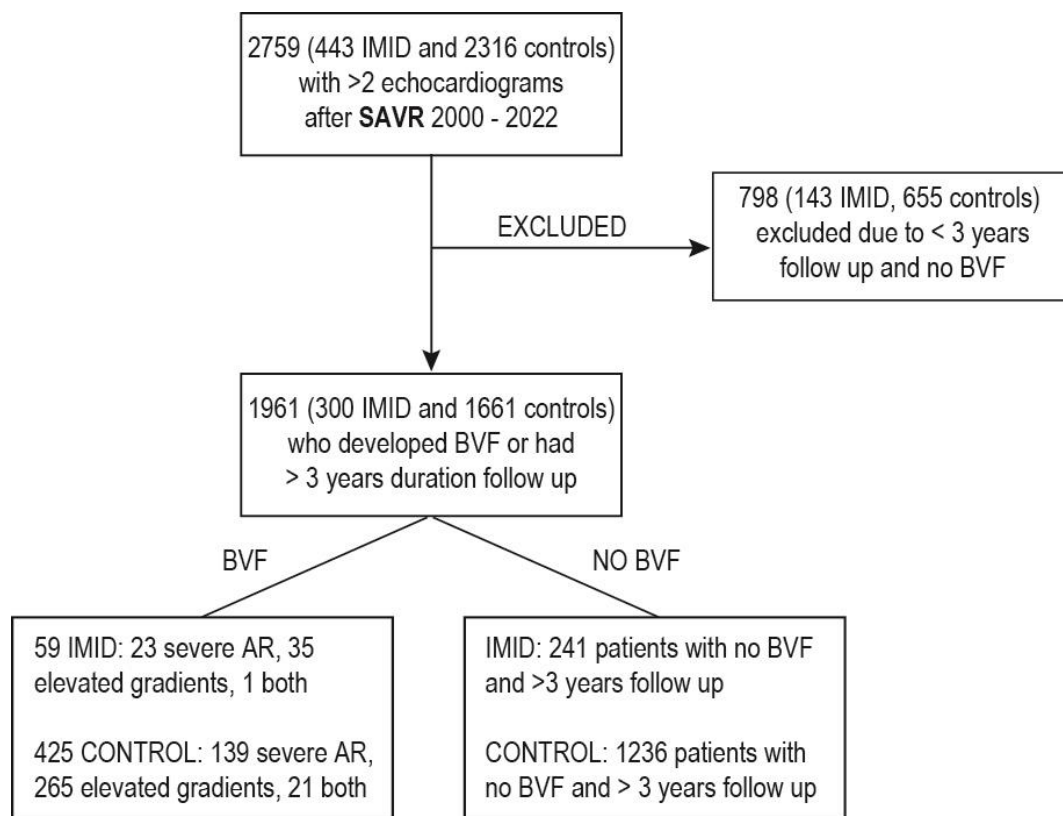 2759 (443 IMID and 2316 controls)
with >2 echocardiograms
after SAVR 2000 - 2022
EXCLUDED
798 (143 IMID, 655 controls)
excluded due to < 3 years
follow up and no BVF
1961 (300 IMID and 1661 controls)
who developed BVF or had
> 3 years duration follow up
BVF
NO BVF
59 IMID: 23 severe AR, 35
elevated gradients, 1 both
425 CONTROL: 139 severe AR,
265 elevated gradients, 21 both
IMID: 241 patients with no BVF
and >3 years follow up
CONTROL: 1236 patients with
no BVF and > 3 years follow up